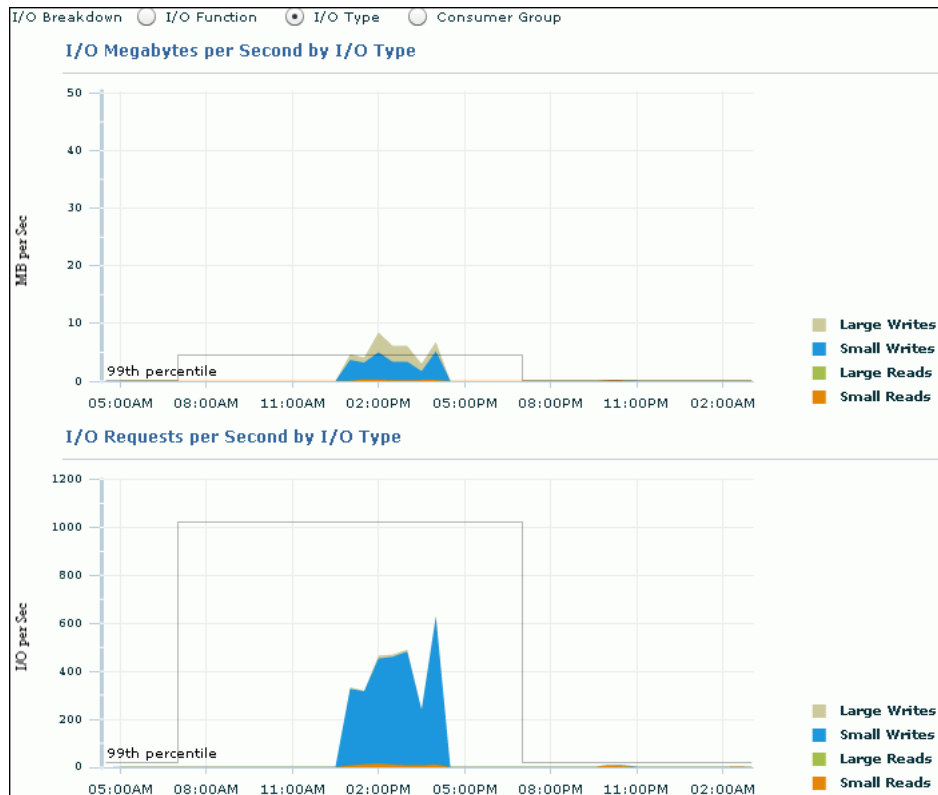 I/O Breakdown I/O Function I/O Type Consumer Group
I/O Megabytes per Second by I/O Type
50
40
30
20
10
0
MB per Sec
99th percentile
05:00AM 08:00AM 11:00AM 02:00PM 05:00PM 08:00PM 11:00PM 02:00AM
Large Writes
Small Writes
Large Reads
Small Reads
I/O Requests per Second by I/O Type
1200
1000
800
600
400
200
0
I/O per Sec
99th percentile
05:00AM 08:00AM 11:00AM 02:00PM 05:00PM 08:00PM 11:00PM 02:00AM
Large Writes
Small Writes
Large Reads
Small Reads